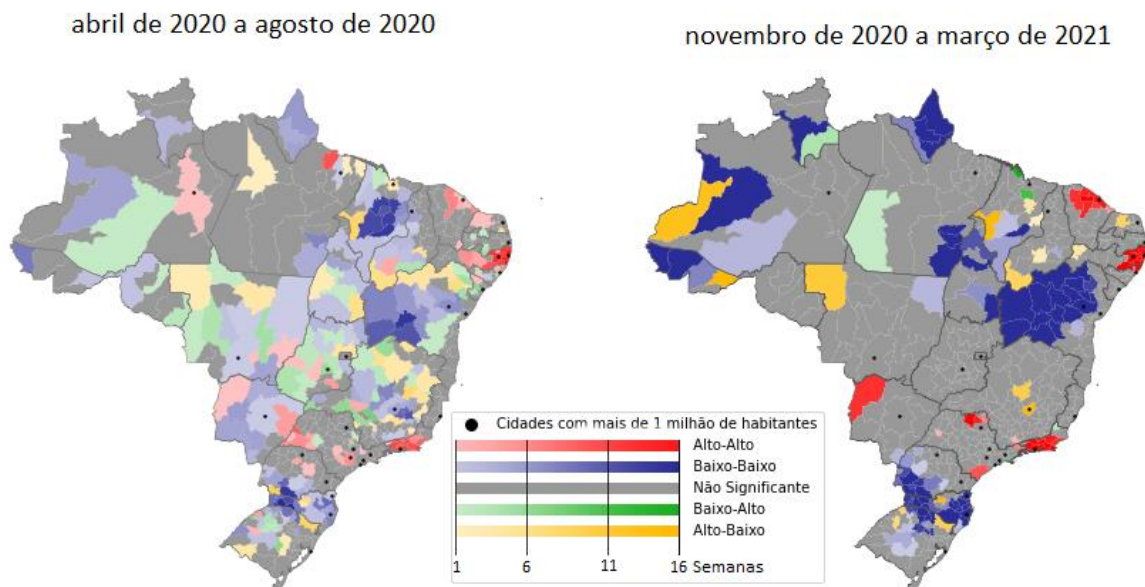 abril de 2020 a agosto de 2020
novembro de 2020 a março de 2021
Cidades com mais de 1 milhão de habitantes
Alto-Alto
Baixo-Baixo
Não Significante
Baixo-Alto
Alto-Baixo
1 6 11 16 Semanas